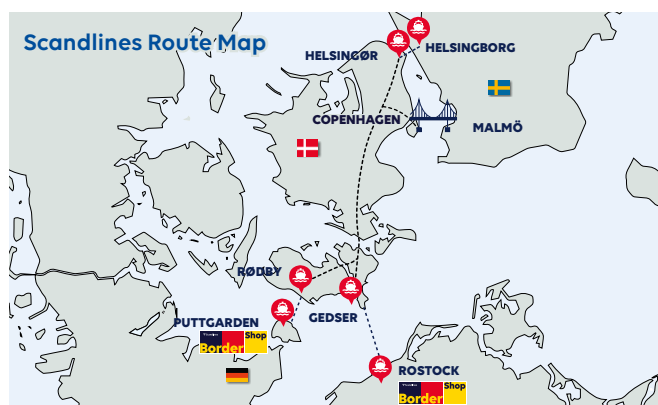 Scandlines Route Map
HELSINGØR
HELSINGBORG
COPENHAGEN
MALMÖ
RØDBY
PUTTGARDEN
GEDSER
Border
Shop
ROSTOCK
Border
Shop